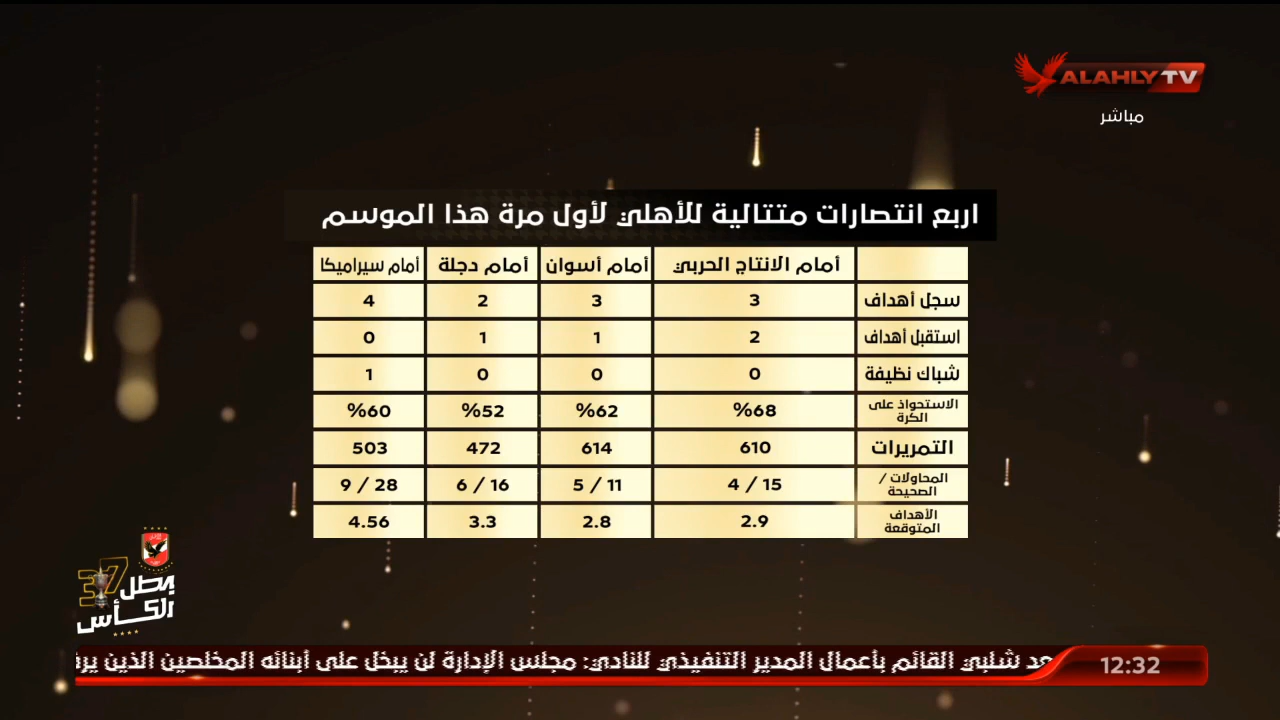 ALAHLY TV
مباشر
اربع انتصارات متتالية للأهلي لأول مرة هذا الموسم
أمام الانتاج الحربي أمام أسوان أمام دجلة أمام سيراميكا
سجل أهداف 3 3 2 4
استقبل أهداف 2 1 1 0
شباك نظيفة 0 0 0 1
الاستحواذ على
الكرة %68 %62 %52 %60
التمريرات 610 614 472 503
المحاولات /
الصحيحة 4 / 15 5 / 11 6 / 16 9 / 28
الأهداف
المتوقعة 2.9 2.8 3.3 4.56
بطل 37
الكأس
12:32
عد شلبي القائم بأعمال المدير التنفيذي للنادي: مجلس الإدارة لن يبخل على أبنائه المخلصين الذين